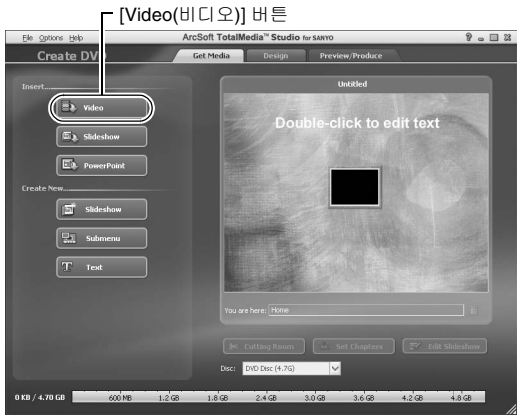 [Video(비디오)] 버튼
File Options Help
ArcSoft TotalMedia™ Studio for SANYO
Create DVD
Get Media
Design
Preview/Produce
Insert
Video
Slideshow
PowerPoint
Create New
Slideshow
Submenu
Text
Untitled
Double-click to edit text
You are here: Home
Cutting Room
Set Chapters
Edit Slideshow
Disc: DVD Disc (4.7G)
0 KB / 4.70 GB 600 MB 1.2 GB 1.8 GB 2.4 GB 3.0 GB 3.6 GB 4.2 GB 4.8 GB